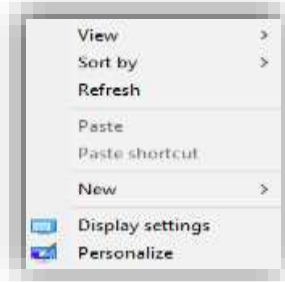 View
Sort by
Refresh
Paste
Paste shortcut
New
Display settings
Personalize